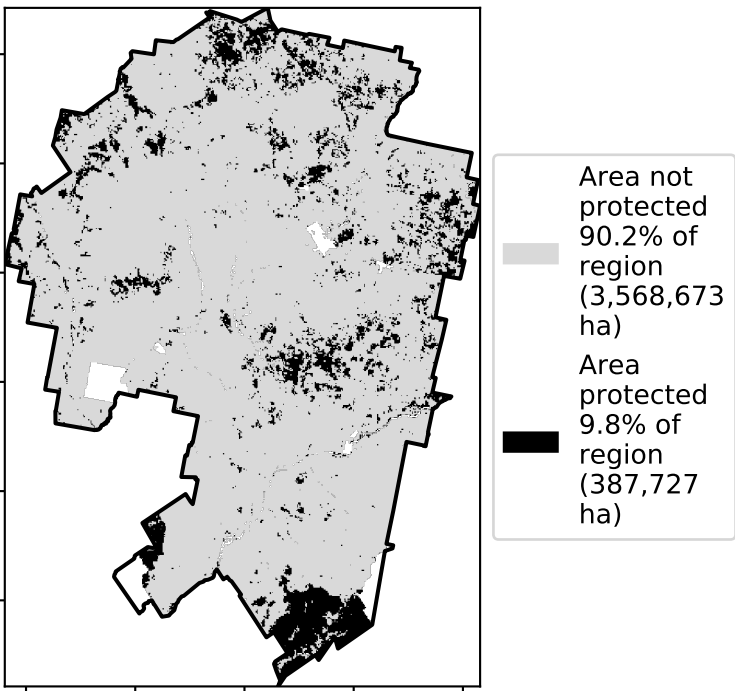 Area not
protected
90.2% of
region
(3,568,673
ha)
Area
protected
9.8% of
region
(387,727
ha)